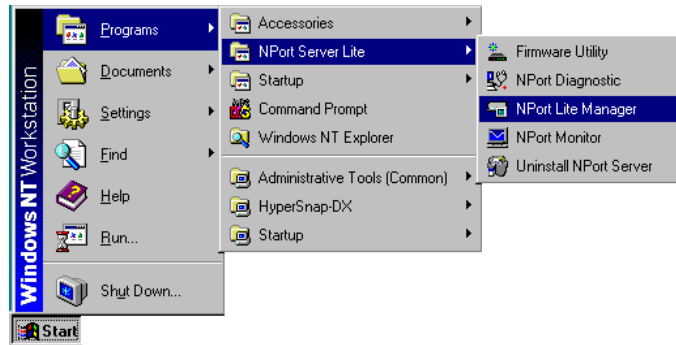 Windows NT Workstation
Programs
Documents
Settings
Find
Help
Run...
Shut Down...
Start
Accessories
NPort Server Lite
Startup
Command Prompt
Windows NT Explorer
Administrative Tools (Common)
HyperSnap-DX
Startup
Firmware Utility
NPort Diagnostic
NPort Lite Manager
NPort Monitor
Uninstall NPort Server